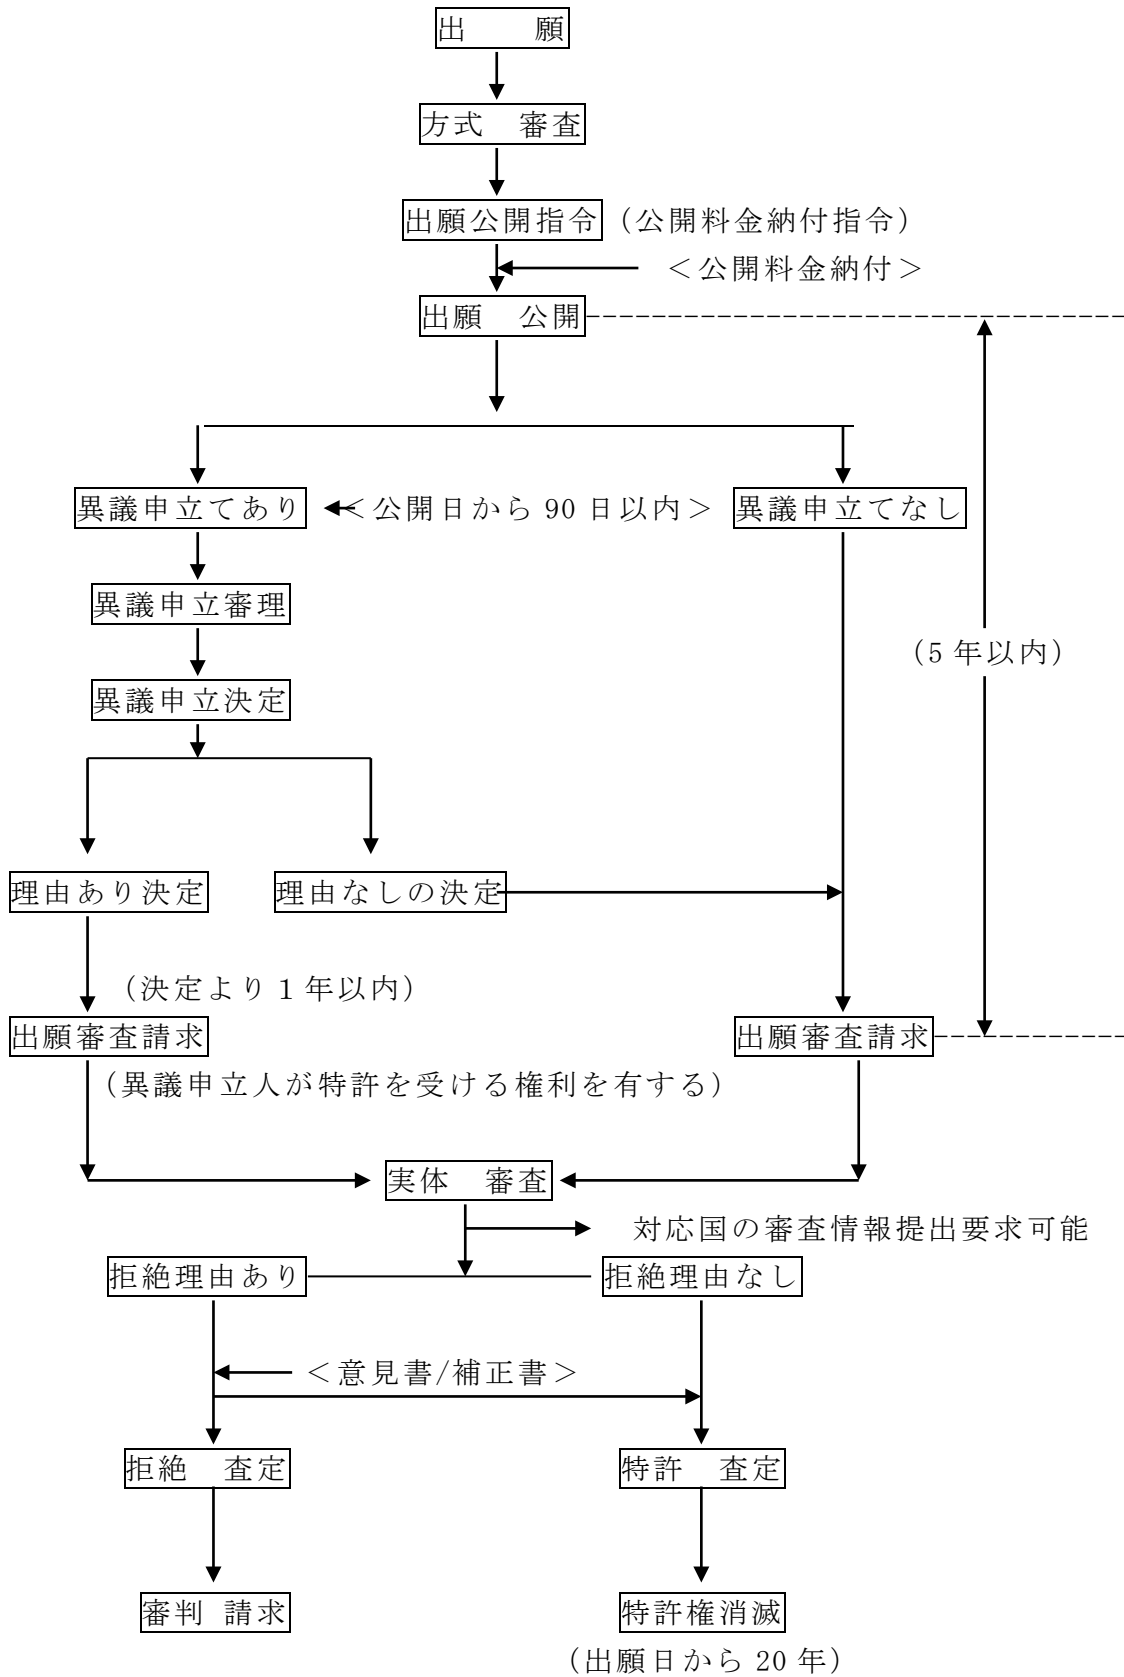 出　　願
方式　審査
出願公開指令（公開料金納付指令）
＜公開料金納付＞
出願　公開
異議申立てあり ＜公開日から 90 日以内＞ 異議申立てなし
異議申立審理
（5 年以内）
異議申立決定
理由あり決定 理由なしの決定
（決定より 1 年以内）
出願審査請求 出願審査請求
（異議申立人が特許を受ける権利を有する）
実体　審査
対応国の審査情報提出要求可能
拒絶理由あり 拒絶理由なし
＜意見書/補正書＞
拒絶　査定 特許　査定
審判 請求 特許権消滅
（出願日から 20 年）